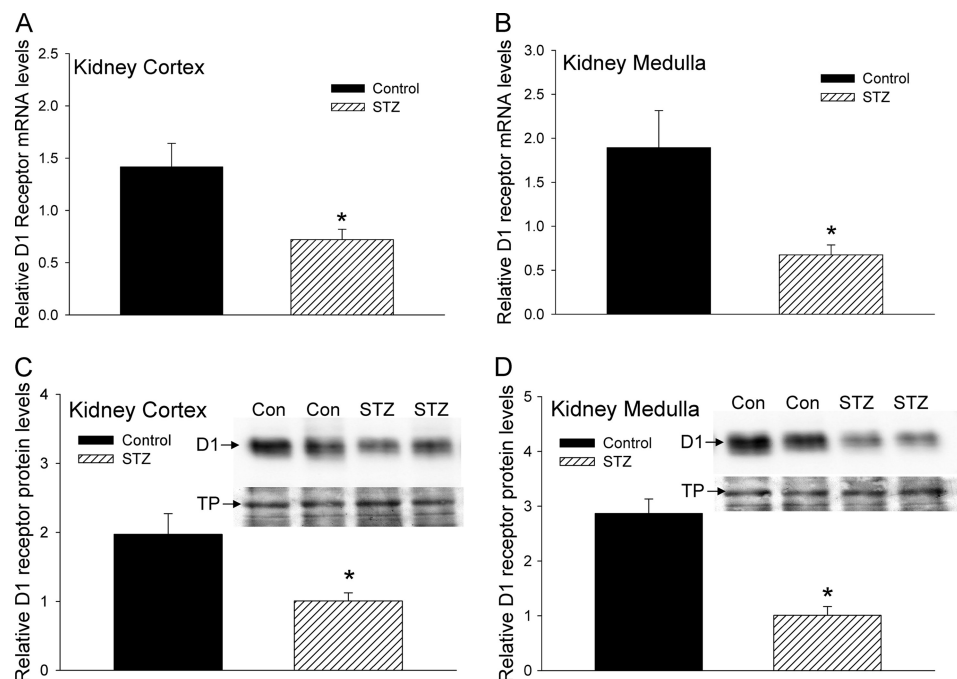 A
Kidney Cortex
Relative D1 Receptor mRNA levels
2.5
2.0
1.5
1.0
0.5
0.0
Control
STZ
*
B
Kidney Medulla
Relative D1 receptor mRNA levels
3.0
2.5
2.0
1.5
1.0
0.5
0.0
Control
STZ
*
C
Kidney Cortex
Relative D1 receptor protein levels
4
3
2
1
0
Control
STZ
Con Con STZ STZ
D1
TP
*
D
Kidney Medulla
Relative D1 receptor protein levels
5
4
3
2
1
0
Control
STZ
Con Con STZ STZ
D1
TP
*